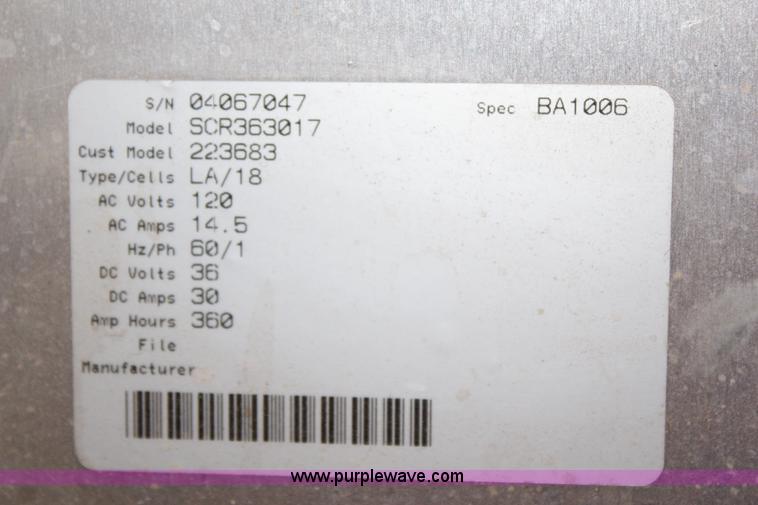 S/N 04067047 Spec BA1006
Model SCR363017
Cust Model 223683
Type/Cells LA/18
AC Volts 120
AC Amps 14.5
Hz/Ph 60/1
DC Volts 36
DC Amps 30
Amp Hours 360
File
Manufacturer
www.purplewave.com